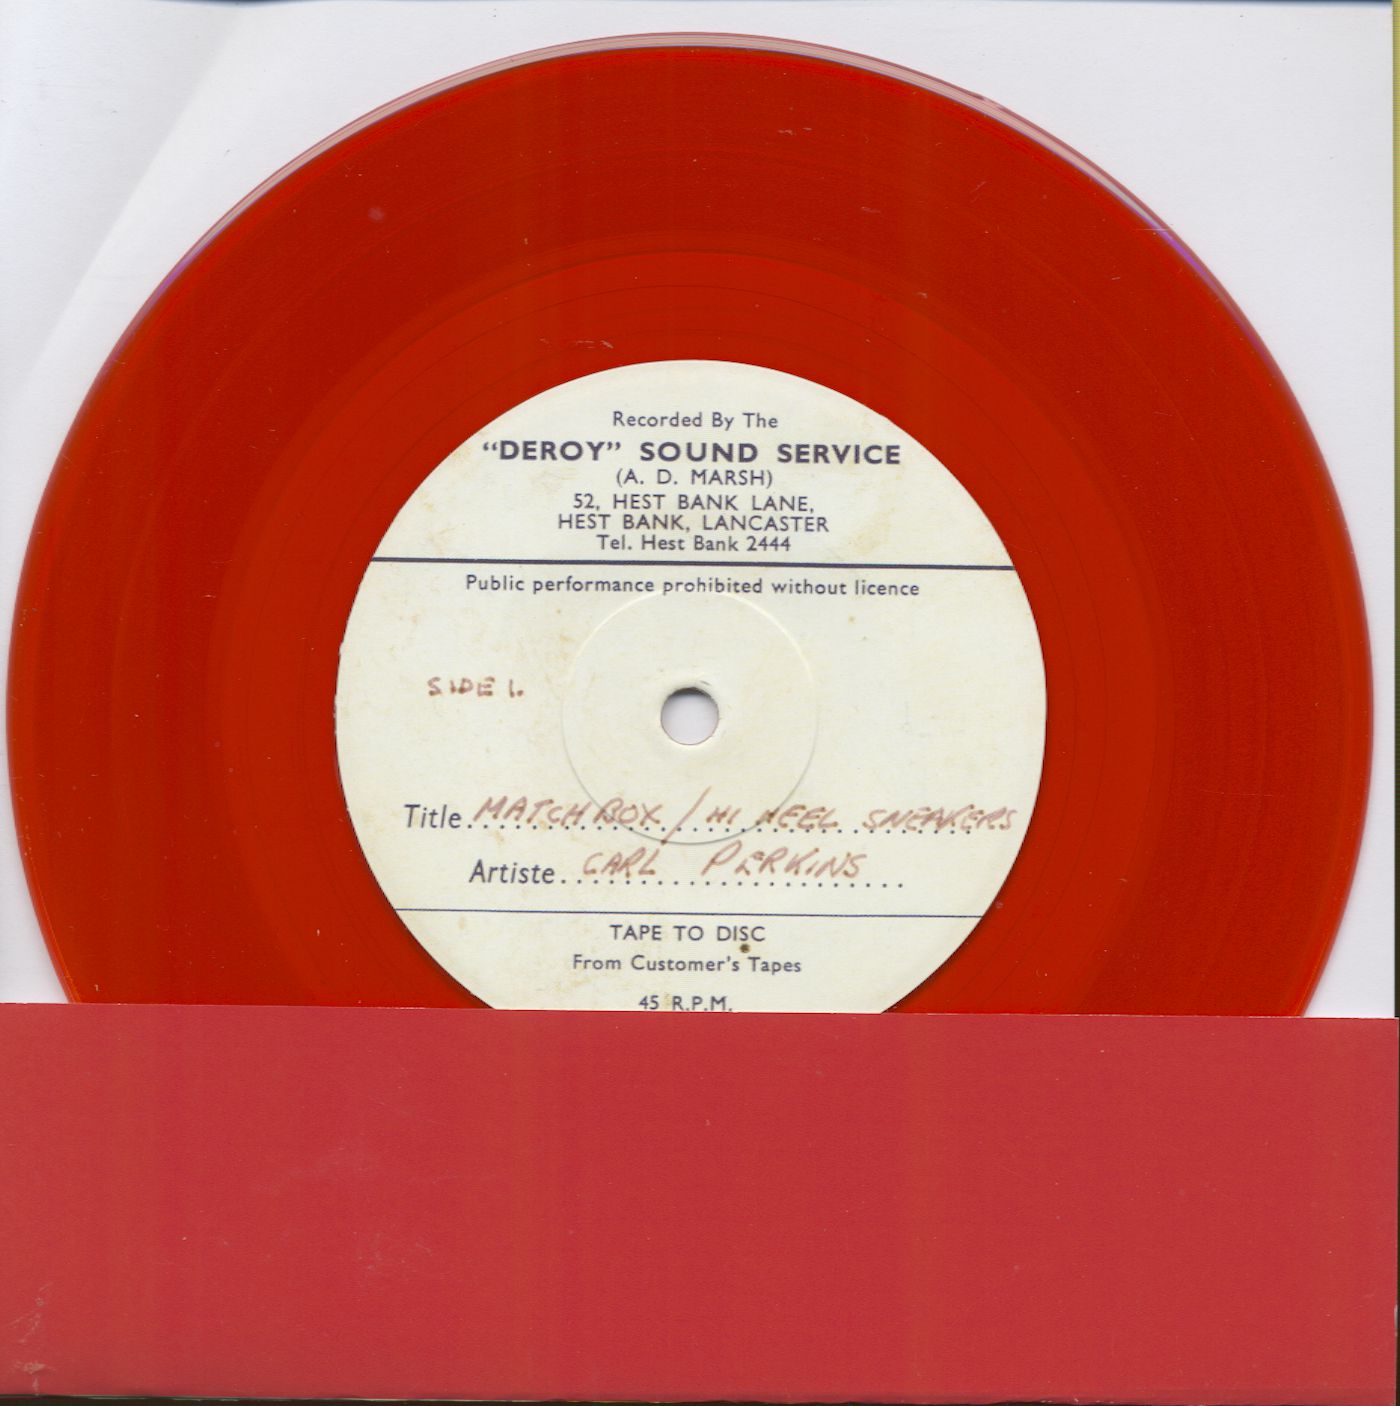 Recorded By The
“DEROY” SOUND SERVICE
(A. D. MARSH)
52, HEST BANK LANE,
HEST BANK, LANCASTER
Tel. Hest Bank 2444
Public performance prohibited without licence
SIDE 1.
Title MATCHBOX / HI HEEL SNEAKERS
Artiste CARL PERKINS
TAPE TO DISC
From Customer's Tapes
45 R.P.M.